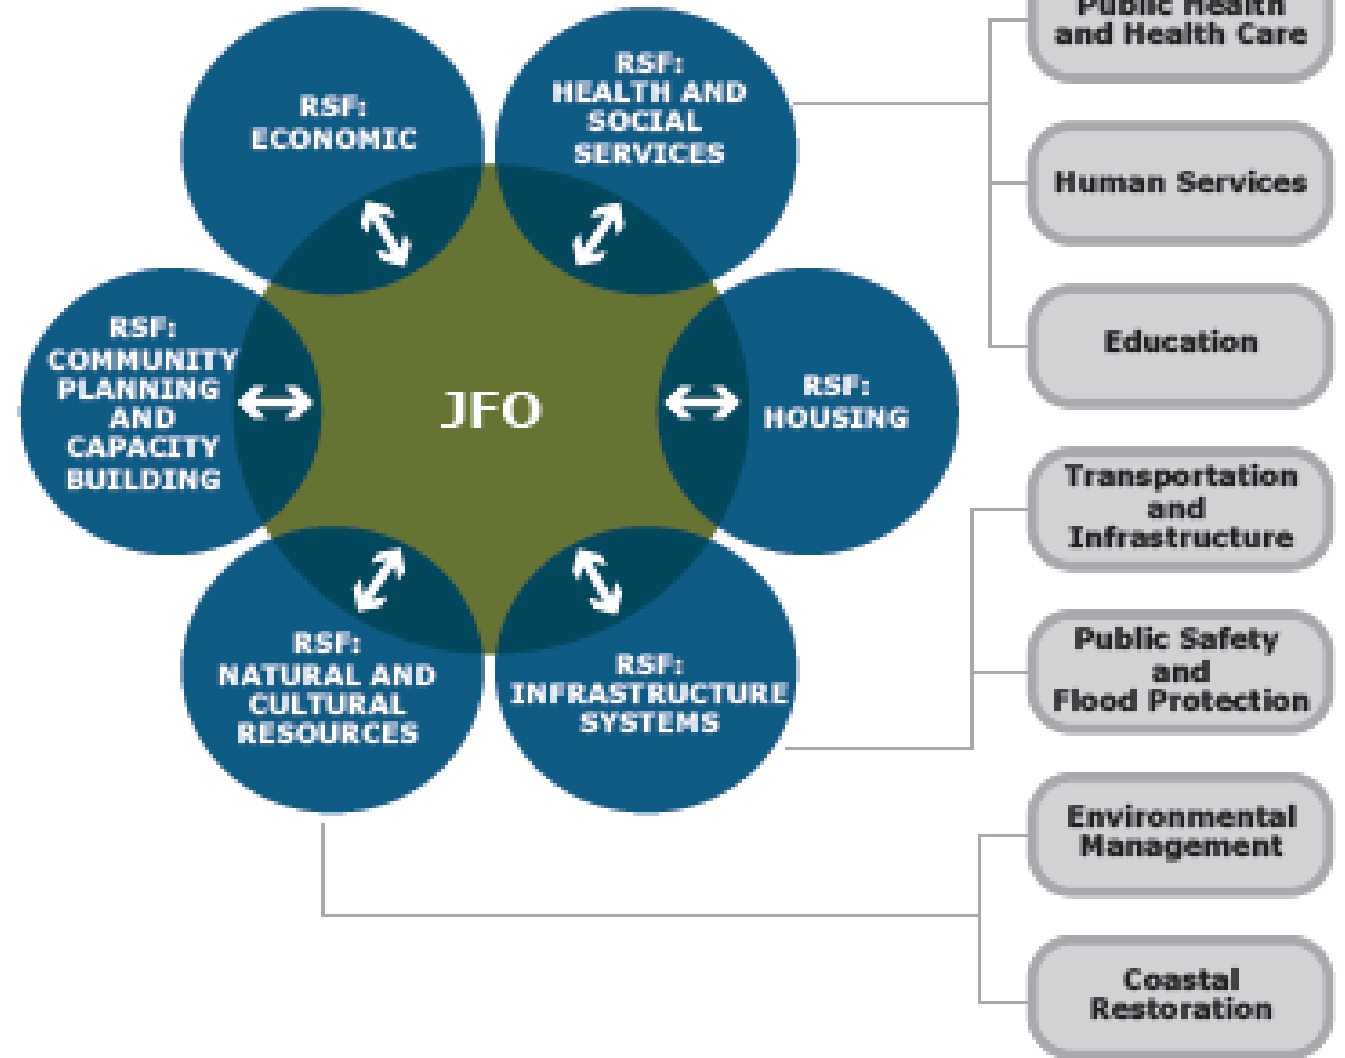 RSF:
ECONOMIC
RSF:
HEALTH AND
SOCIAL
SERVICES
RSF:
COMMUNITY
PLANNING
AND
CAPACITY
BUILDING
JFO
RSF:
HOUSING
RSF:
NATURAL AND
CULTURAL
RESOURCES
RSF:
INFRASTRUCTURE
SYSTEMS
Public Health
and Health Care
Human Services
Education
Transportation
and
Infrastructure
Public Safety
and
Flood Protection
Environmental
Management
Coastal
Restoration